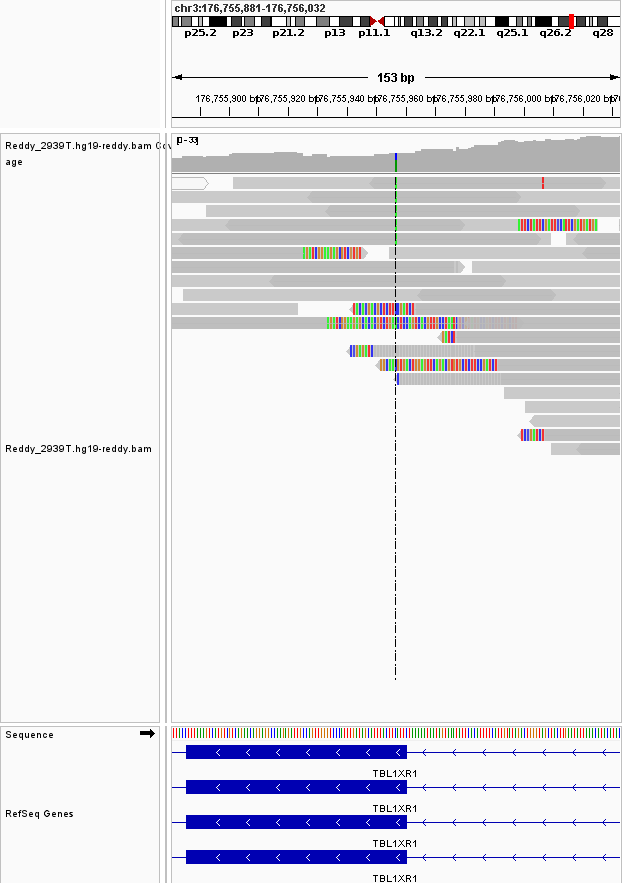 chr3:176,755,881-176,756,032
p25.2 p23 p21.2 p13 p11.1 q13.2 q22.1 q25.1 q26.2 q28
153 bp
176,755,900 bp 176,755,920 bp 176,755,940 bp 176,755,960 bp 176,755,980 bp 176,756,000 bp 176,756,020 bp
Reddy_2939T.hg19-reddy.bam Cov
age
[0-33]
Reddy_2939T.hg19-reddy.bam
Sequence
TBL1XR1
TBL1XR1
RefSeq Genes
TBL1XR1
TBL1XR1